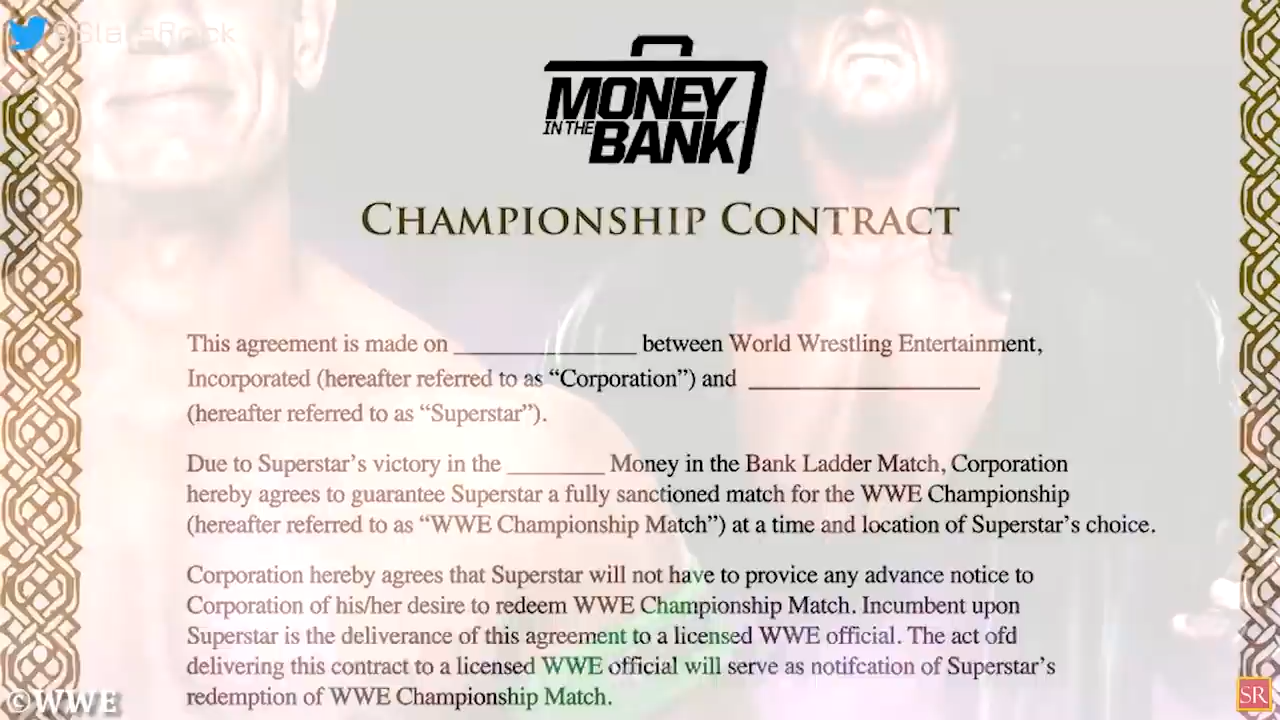 @SlatsRock
MONEY
IN THE
BANK
CHAMPIONSHIP CONTRACT
This agreement is made on _______________ between World Wrestling Entertainment,
Incorporated (hereafter referred to as “Corporation”) and ___________________
(hereafter referred to as “Superstar”).
Due to Superstar’s victory in the ________ Money in the Bank Ladder Match, Corporation
hereby agrees to guarantee Superstar a fully sanctioned match for the WWE Championship
(hereafter referred to as “WWE Championship Match”) at a time and location of Superstar’s choice.
Corporation hereby agrees that Superstar will not have to provice any advance notice to
Corporation of his/her desire to redeem WWE Championship Match. Incumbent upon
Superstar is the deliverance of this agreement to a licensed WWE official. The act ofd
delivering this contract to a licensed WWE official will serve as notifcation of Superstar’s
redemption of WWE Championship Match.
©WWE
SR